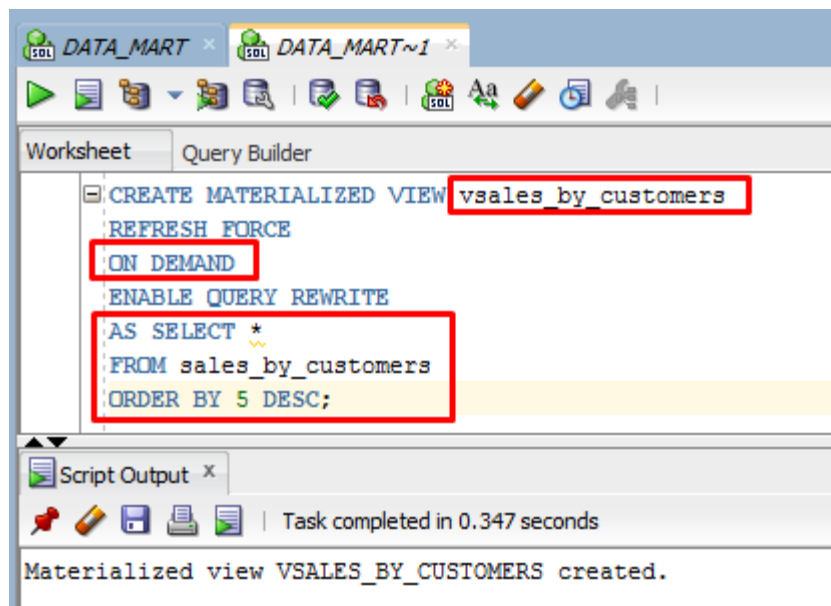 DATA_MART
DATA_MART~1
Worksheet Query Builder
CREATE MATERIALIZED VIEW vsales_by_customers
REFRESH FORCE
ON DEMAND
ENABLE QUERY REWRITE
AS SELECT *
FROM sales_by_customers
ORDER BY 5 DESC;
Script Output x
Task completed in 0.347 seconds
Materialized view VSALES_BY_CUSTOMERS created.